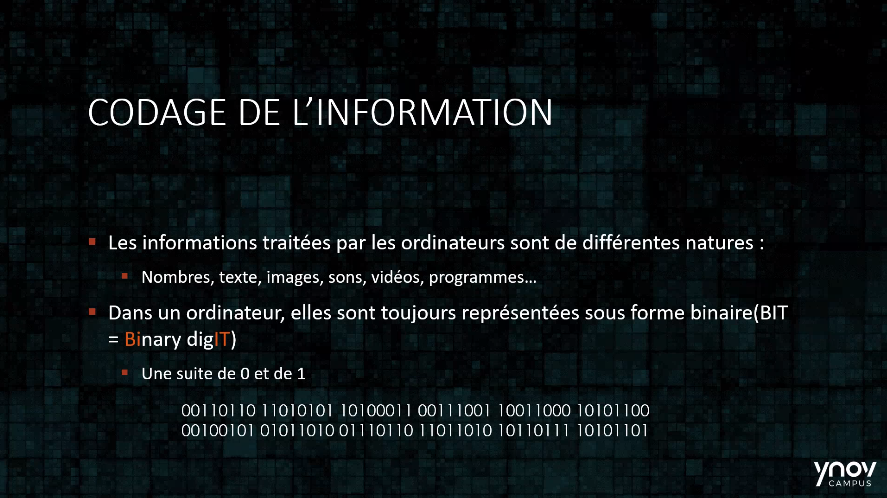 CODAGE DE L’INFORMATION
Les informations traitées par les ordinateurs sont de différentes natures :
Nombres, texte, images, sons, vidéos, programmes…
Dans un ordinateur, elles sont toujours représentées sous forme binaire(BIT
= Binary digIT)
Une suite de 0 et de 1
00110110 11010101 10100011 00111001 10011000 10101100
00100101 01011010 01110110 11011010 10110111 10101101
ynov
CAMPUS